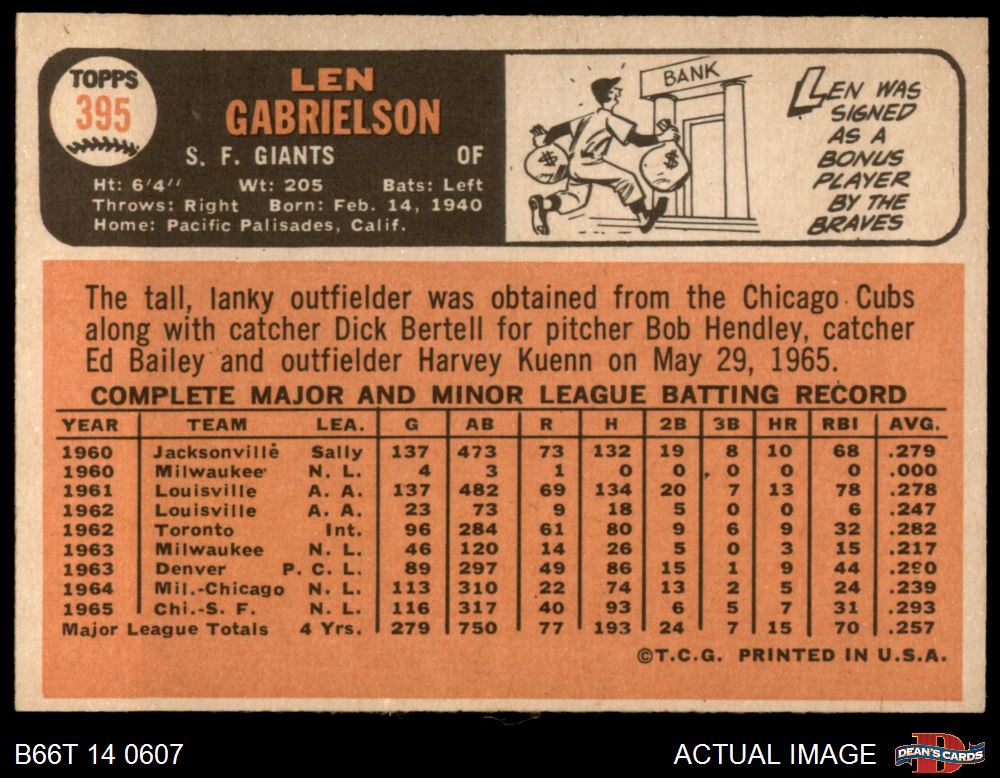 TOPPS
395
LEN
GABRIELSON
S. F. GIANTS OF
Ht: 6'4" Wt: 205 Bats: Left
Throws: Right Born: Feb. 14, 1940
Home: Pacific Palisades, Calif.
BANK
$ $
LEN WAS
SIGNED
AS A
BONUS
PLAYER
BY THE
BRAVES
The tall, lanky outfielder was obtained from the Chicago Cubs
along with catcher Dick Bertell for pitcher Bob Hendley, catcher
Ed Bailey and outfielder Harvey Kuenn on May 29, 1965.
COMPLETE MAJOR AND MINOR LEAGUE BATTING RECORD
YEAR TEAM LEA. G AB R H 2B 3B HR RBI AVG.
1960 Jacksonville Sally 137 473 73 132 19 8 10 68 .279
1960 Milwaukee N. L. 4 3 1 0 0 0 0 0 .000
1961 Louisville A. A. 137 482 69 134 20 7 13 78 .278
1962 Louisville A. A. 23 73 9 18 5 0 0 6 .247
1962 Toronto Int. 96 284 61 80 9 6 9 32 .282
1963 Milwaukee N. L. 46 120 14 26 5 0 3 15 .217
1963 Denver P. C. L. 89 297 49 86 15 1 9 44 .290
1964 Mil.-Chicago N. L. 113 310 22 74 13 2 5 24 .239
1965 Chi.-S. F. N. L. 116 317 40 93 6 5 7 31 .293
Major League Totals 4 Yrs. 279 750 77 193 24 7 15 70 .257
©T.C.G. PRINTED IN U.S.A.
B66T 14 0607 ACTUAL IMAGE DEAN'S CARDS